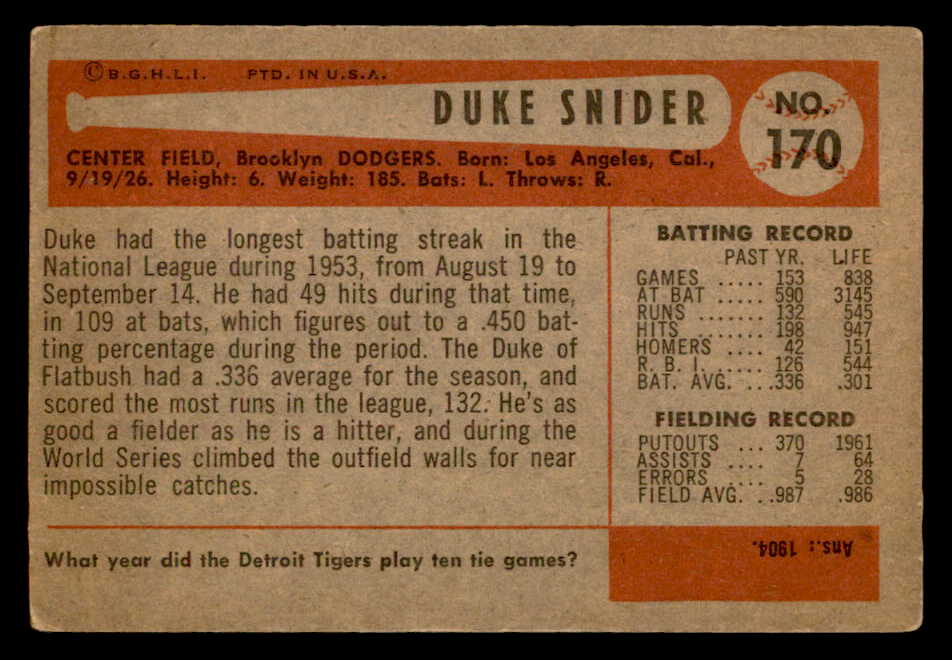 © B.G.H.L.I. PTD. IN U.S.A.
DUKE SNIDER
NO.
170
CENTER FIELD, Brooklyn DODGERS. Born: Los Angeles, Cal.,
9/19/26. Height: 6. Weight: 185. Bats: L. Throws: R.
Duke had the longest batting streak in the
National League during 1953, from August 19 to
September 14. He had 49 hits during that time,
in 109 at bats, which figures out to a .450 bat-
ting percentage during the period. The Duke of
Flatbush had a .336 average for the season, and
scored the most runs in the league, 132. He's as
good a fielder as he is a hitter, and during the
World Series climbed the outfield walls for near
impossible catches.
BATTING RECORD
PAST YR. LIFE
GAMES ..... 153 838
AT BAT ..... 590 3145
RUNS ....... 132 545
HITS ....... 198 947
HOMERS .... 42 151
R. B. I. ..... 126 544
BAT. AVG. ...336 .301
FIELDING RECORD
PUTOUTS ... 370 1961
ASSISTS .... 7 64
ERRORS .... 5 28
FIELD AVG. ..987 .986
What year did the Detroit Tigers play ten tie games?
Ans.: 1904.